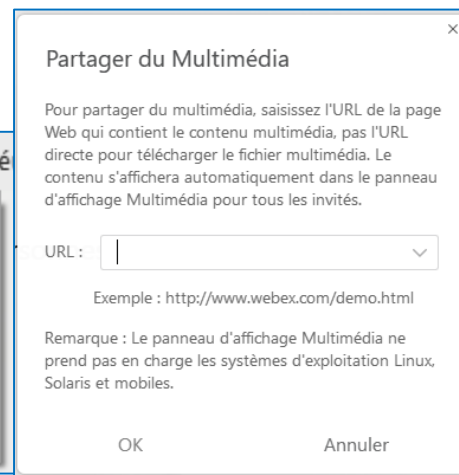 ×
Partager du Multimédia
Pour partager du multimédia, saisissez l'URL de la page
Web qui contient le contenu multimédia, pas l'URL
directe pour télécharger le fichier multimédia. Le
contenu s'affichera automatiquement dans le panneau
d'affichage Multimédia pour tous les invités.
é
URL :
Exemple : http://www.webex.com/demo.html
Remarque : Le panneau d'affichage Multimédia ne
prend pas en charge les systèmes d'exploitation Linux,
Solaris et mobiles.
OK Annuler